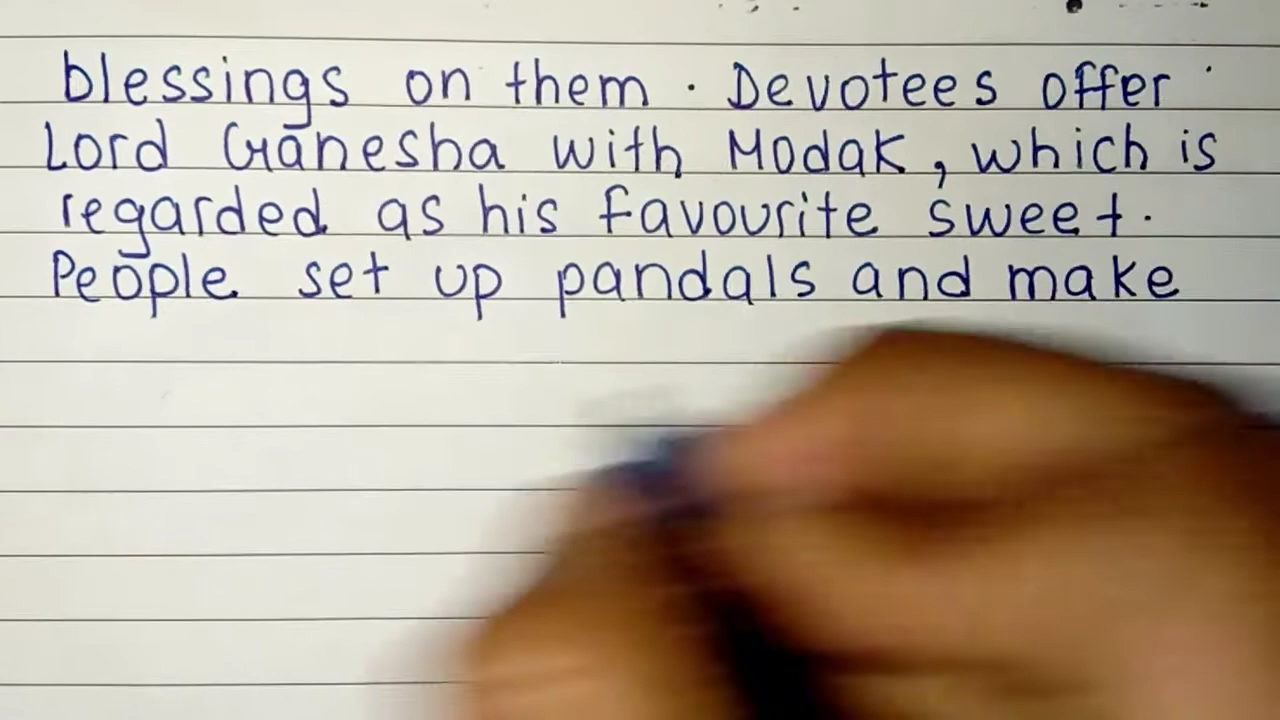 blessings on them. Devotees offer
Lord Ganesha with Modak, which is
regarded as his favourite sweet.
People set up pandals and make